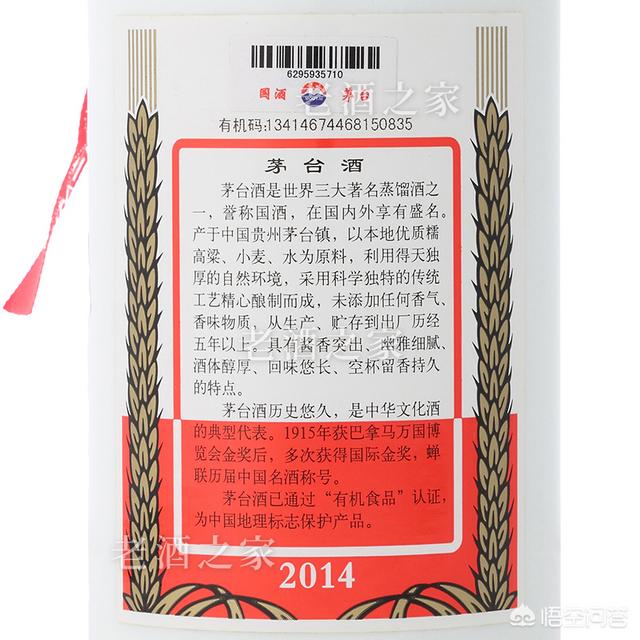 6295935710
国酒 茅台
有机码:13414674468150835
茅台酒
茅台酒是世界三大著名蒸馏酒之
一，誉称国酒，在国内外享有盛名。
产于中国贵州茅台镇，以本地优质糯
高粱、小麦、水为原料，利用得天独
厚的自然环境，采用科学独特的传统
工艺精心酿制而成，未添加任何香气、
香味物质，从生产、贮存到出厂历经
五年以上。具有酱香突出、幽雅细腻、
酒体醇厚、回味悠长、空杯留香持久
的特点。
茅台酒历史悠久，是中华文化酒
的典型代表。1915年获巴拿马万国博
览会金奖后，多次获得国际金奖，蝉
联历届中国名酒称号。
茅台酒已通过“有机食品”认证，
为中国地理标志保护产品。
2014
老酒之家
老酒之家
老酒之家
悟空问答